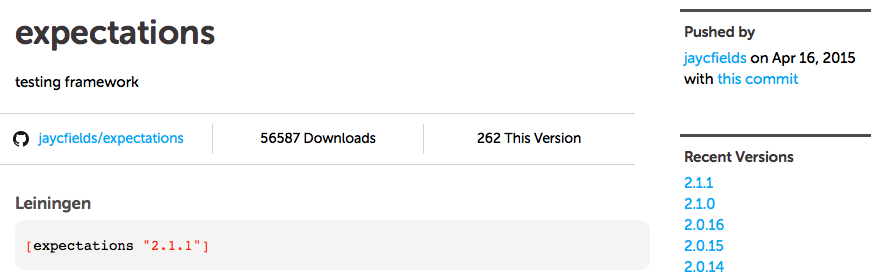 expectations
testing framework
jaycfields/expectations
56587 Downloads
262 This Version
Leiningen
[expectations "2.1.1"]
Pushed by
jaycfields on Apr 16, 2015
with this commit
Recent Versions
2.1.1
2.1.0
2.0.16
2.0.15
2.0.14